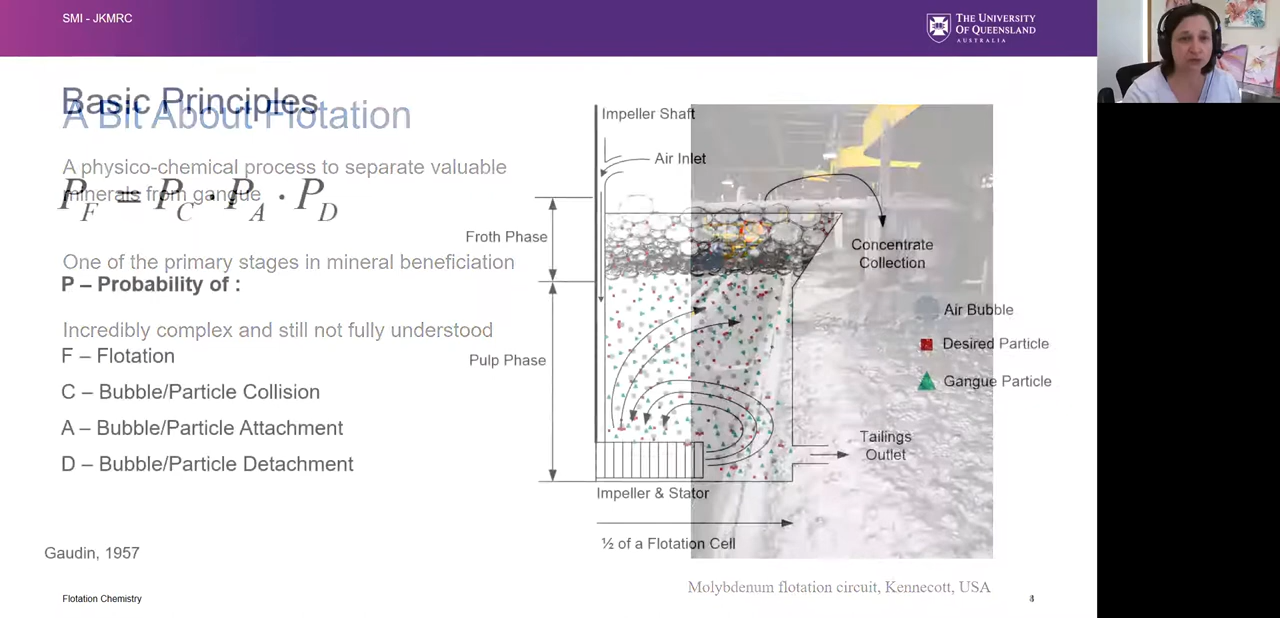 SMI - JKMRC
THE UNIVERSITY
OF QUEENSLAND
AUSTRALIA
Basic Principles
A Bit About Flotation
A physico-chemical process to separate valuable
minerals from gangue
P_F = P_C · P_A · P_D
One of the primary stages in mineral beneficiation
P – Probability of :
Incredibly complex and still not fully understood
F – Flotation
C – Bubble/Particle Collision
A – Bubble/Particle Attachment
D – Bubble/Particle Detachment
Gaudin, 1957
Impeller Shaft
Air Inlet
Froth Phase
Concentrate
Collection
Air Bubble
Desired Particle
Pulp Phase
Gangue Particle
Tailings
Outlet
Impeller & Stator
½ of a Flotation Cell
Molybdenum flotation circuit, Kennecott, USA
Flotation Chemistry